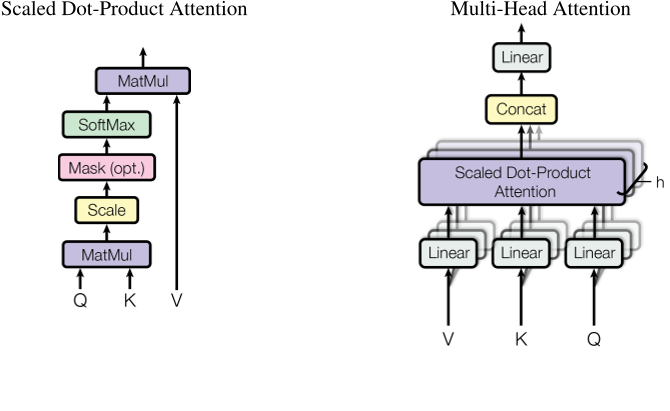 Scaled Dot-Product Attention
MatMul
SoftMax
Mask (opt.)
Scale
MatMul
Q K V
Multi-Head Attention
Linear
Concat
Scaled Dot-Product
Attention
h
Linear Linear Linear
V K Q